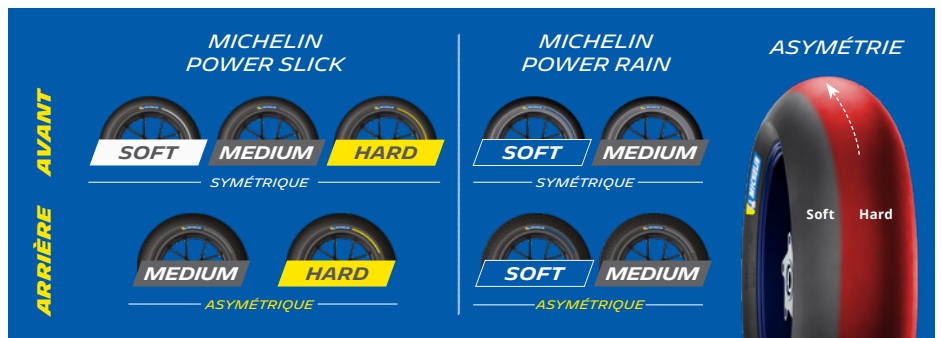 MICHELIN
POWER SLICK
MICHELIN
POWER RAIN
ASYMÉTRIE
AVANT
SOFT
MEDIUM
HARD
SOFT
MEDIUM
SYMÉTRIQUE
SYMÉTRIQUE
MICHELIN
Soft
Hard
ARRIÈRE
MEDIUM
HARD
SOFT
MEDIUM
ASYMÉTRIQUE
ASYMÉTRIQUE